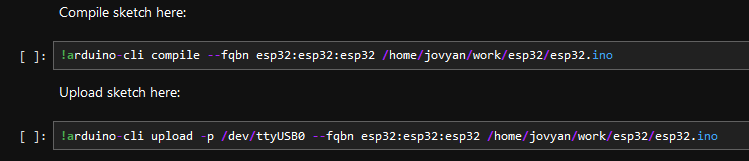 Compile sketch here:
[ ]: !arduino-cli compile --fqbn esp32:esp32:esp32 /home/jovyan/work/esp32/esp32.ino
Upload sketch here:
[ ]: !arduino-cli upload -p /dev/ttyUSB0 --fqbn esp32:esp32:esp32 /home/jovyan/work/esp32/esp32.ino